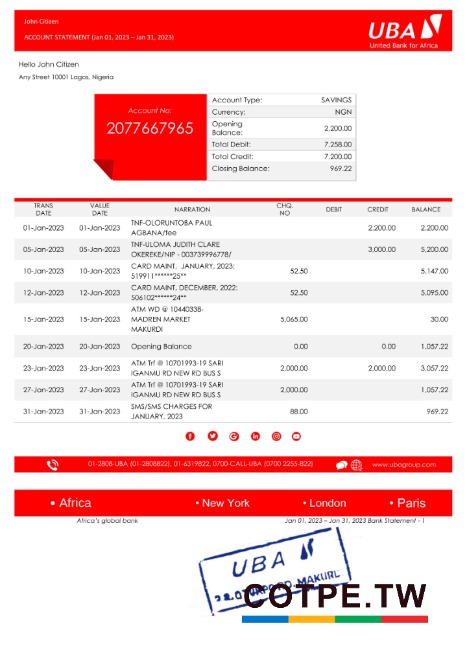 John Citizen
ACCOUNT STATEMENT (Jan 01, 2023 – Jan 31, 2023)
UBA
United Bank for Africa
Hello John Citizen
Any Street 10001 Lagos, Nigeria
Account No:
2077667965
Account Type: SAVINGS
Currency: NGN
Opening
Balance: 2,200.00
Total Debit: 7,258.00
Total Credit: 7,200.00
Closing Balance: 969.22
TRANS DATE VALUE DATE NARRATION CHQ. NO DEBIT CREDIT BALANCE
01-Jan-2023 01-Jan-2023 TNF-OLORUNTOBA PAUL 2,200.00 2,200.00
AGBANA/fee
05-Jan-2023 05-Jan-2023 TNF-ULOMA JUDITH CLARE 3,000.00 5,200.00
OKEREKE/NIP - 003739996778/
10-Jan-2023 10-Jan-2023 CARD MAINT, JANUARY, 2023; 52.50 5,147.00
519911******25**
12-Jan-2023 12-Jan-2023 CARD MAINT, DECEMBER, 2022; 52.50 5,095.00
506102******24**
15-Jan-2023 15-Jan-2023 ATM WD @ 10440338- 5,065.00 30.00
MADREN MARKET
MAKURDI
20-Jan-2023 20-Jan-2023 Opening Balance 0.00 0.00 1,057.22
23-Jan-2023 23-Jan-2023 ATM Trf @ 10701993-19 SARI 2,000.00 2,000.00 3,057.22
IGANMU RD NEW RD BUS S
27-Jan-2023 27-Jan-2023 ATM Trf @ 10701993-19 SARI 2,000.00 1,057.22
IGANMU RD NEW RD BUS S
31-Jan-2023 31-Jan-2023 SMS/SMS CHARGES FOR 88.00 969.22
JANUARY, 2023
01-2808-UBA (01-2808822), 01-6319822, 0700-CALL-UBA (0700 2255-822)
www.ubagroup.com
• Africa • New York • London • Paris
Africa's global bank
Jan 01, 2023 – Jan 31, 2023 Bank Statement - 1
UBA
COTPE.TW